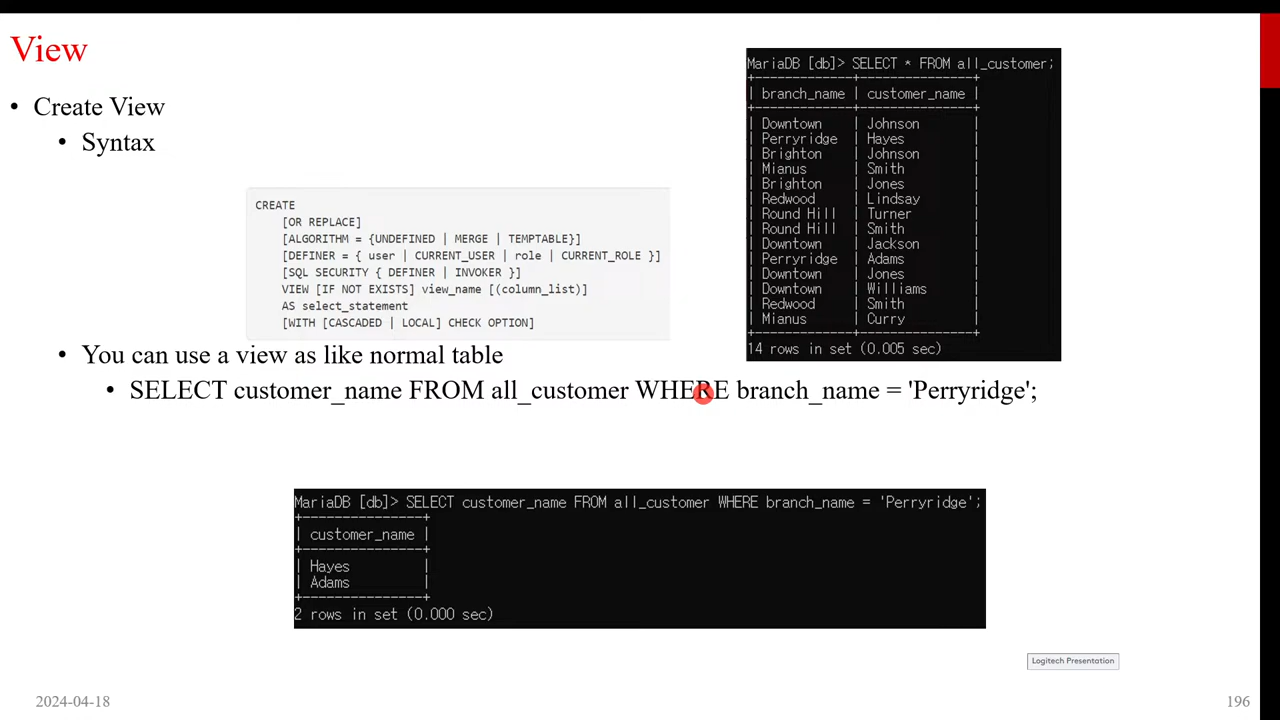 View
• Create View
• Syntax
CREATE
[OR REPLACE]
[ALGORITHM = {UNDEFINED | MERGE | TEMPTABLE}]
[DEFINER = { user | CURRENT_USER | role | CURRENT_ROLE }]
[SQL SECURITY { DEFINER | INVOKER }]
VIEW [IF NOT EXISTS] view_name [(column_list)]
AS select_statement
[WITH [CASCADED | LOCAL] CHECK OPTION]
MariaDB [db]> SELECT * FROM all_customer;
+-------------+---------------+
| branch_name | customer_name |
+-------------+---------------+
| Downtown | Johnson |
| Perryridge | Hayes |
| Brighton | Johnson |
| Mianus | Smith |
| Brighton | Jones |
| Redwood | Lindsay |
| Round Hill | Turner |
| Round Hill | Smith |
| Downtown | Jackson |
| Perryridge | Adams |
| Downtown | Jones |
| Downtown | Williams |
| Redwood | Smith |
| Mianus | Curry |
+-------------+---------------+
14 rows in set (0.005 sec)
• You can use a view as like normal table
• SELECT customer_name FROM all_customer WHERE branch_name = 'Perryridge';
MariaDB [db]> SELECT customer_name FROM all_customer WHERE branch_name = 'Perryridge';
+---------------+
| customer_name |
+---------------+
| Hayes |
| Adams |
+---------------+
2 rows in set (0.000 sec)
Logitech Presentation
2024-04-18
196